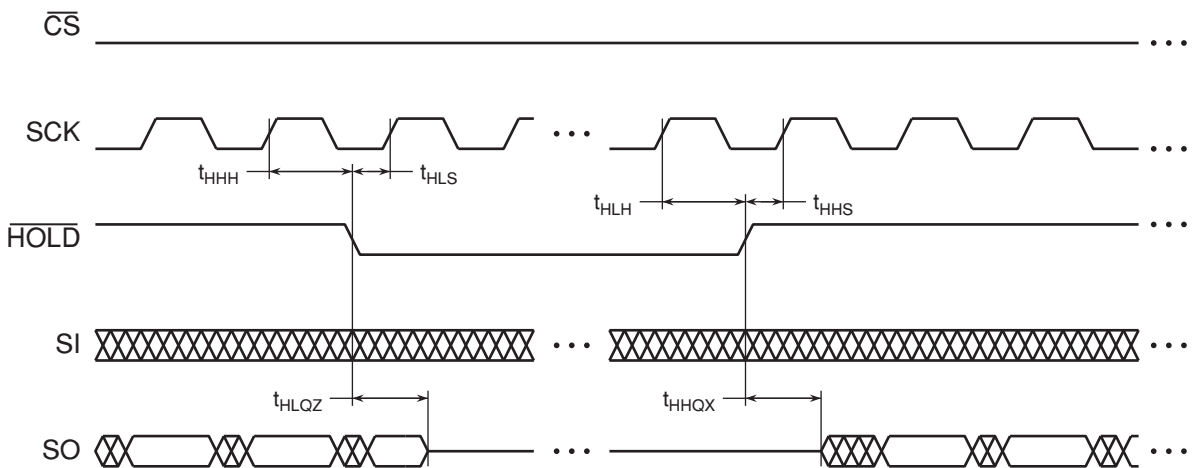 CS
SCK
tHHH
tHLS
tHLH
tHHS
HOLD
SI
tHLQZ
tHHQX
SO